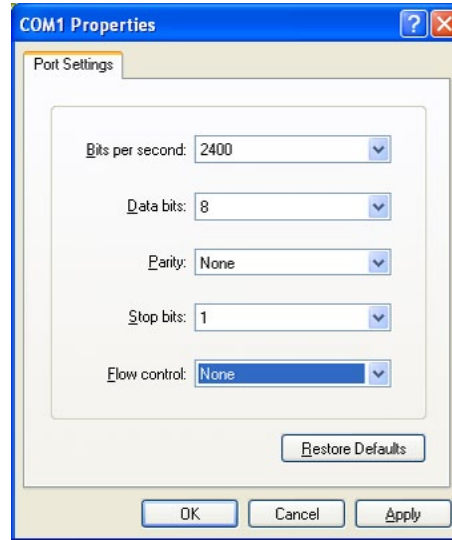 COM1 Properties
Port Settings
Bits per second: 2400
Data bits: 8
Parity: None
Stop bits: 1
Flow control: None
Restore Defaults
OK Cancel Apply